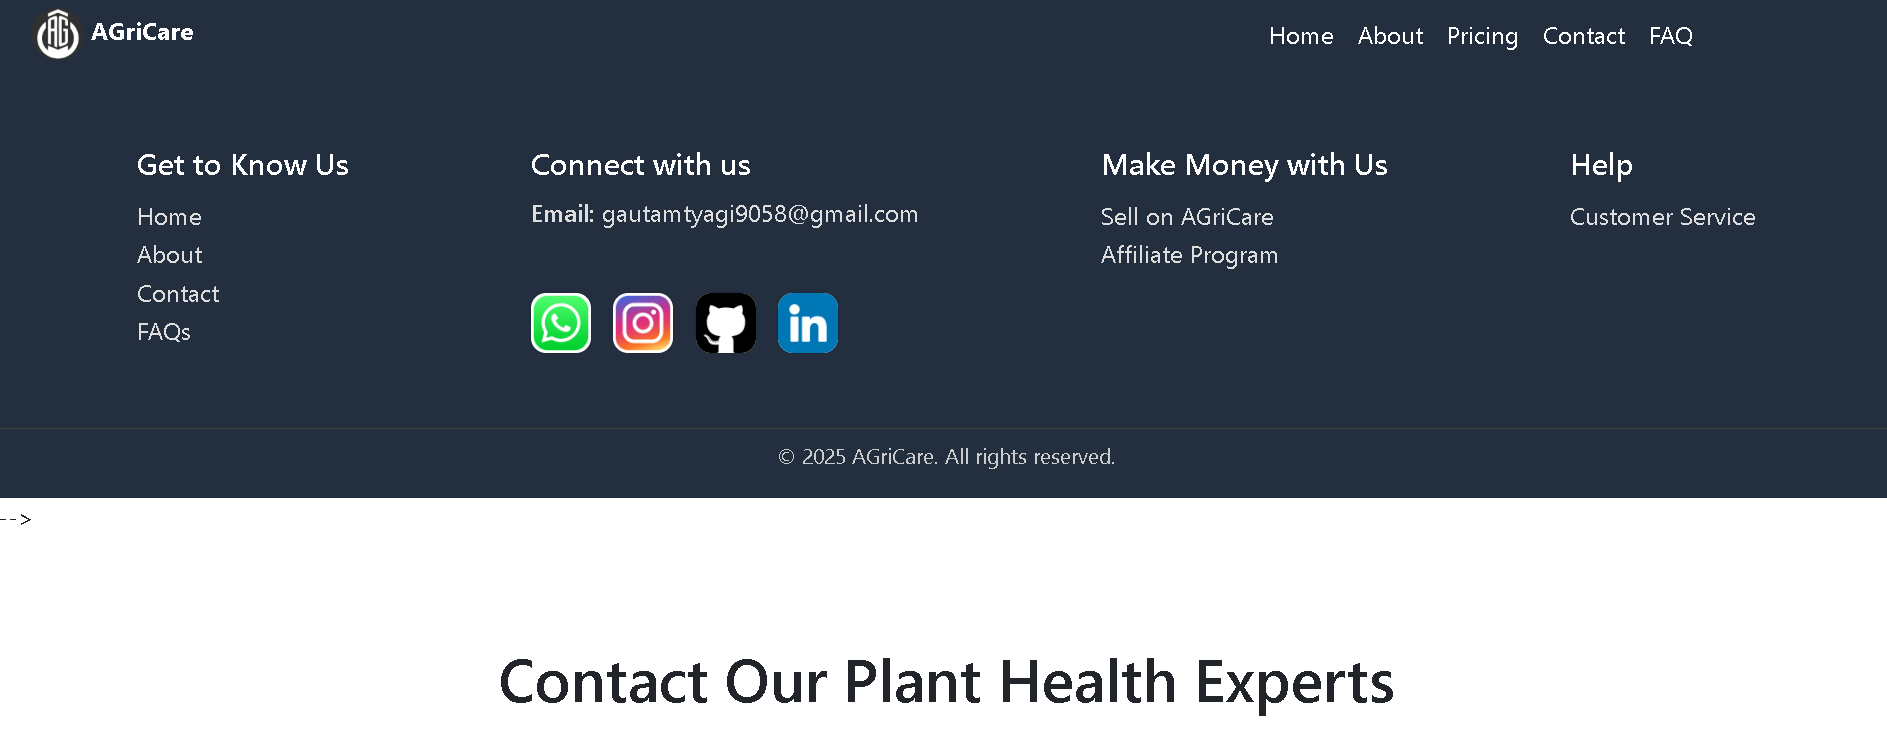 AGriCare
Home About Pricing Contact FAQ
Get to Know Us
Home
About
Contact
FAQs
Connect with us
Email: gautamtyagi9058@gmail.com
in
Make Money with Us
Sell on AGriCare
Affiliate Program
Help
Customer Service
© 2025 AGriCare. All rights reserved.
-->
Contact Our Plant Health Experts